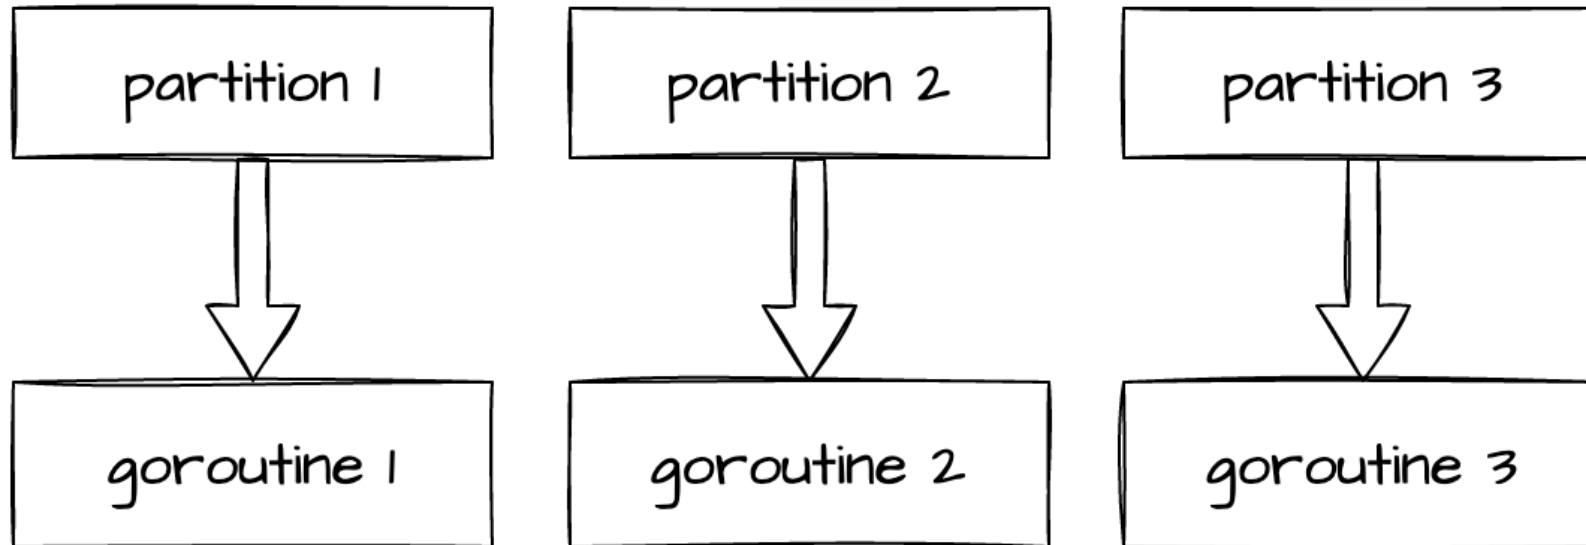 partition 1
partition 2
partition 3
goroutine 1
goroutine 2
goroutine 3